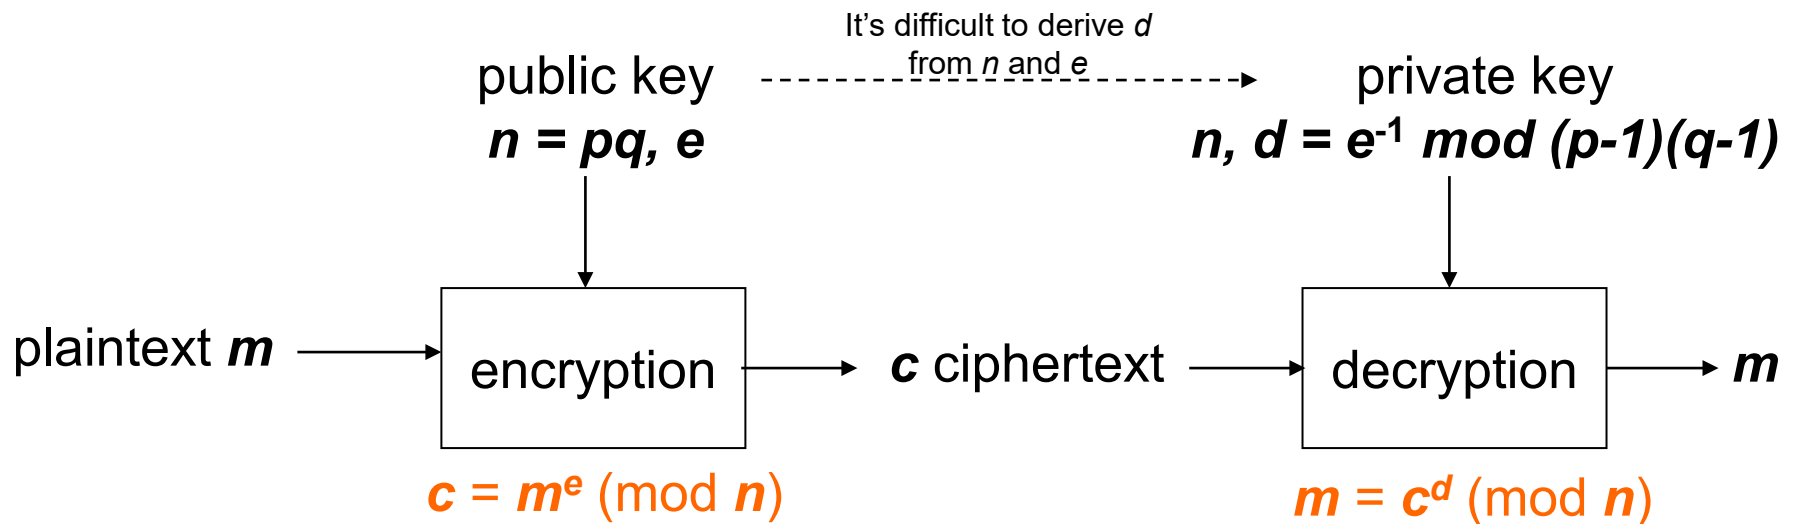 It’s difficult to derive d
from n and e
public key
private key
n = pq, e
n, d = e⁻¹ mod (p-1)(q-1)
plaintext m
encryption
c ciphertext
decryption
m
c = mᵉ (mod n)
m = cᵈ (mod n)